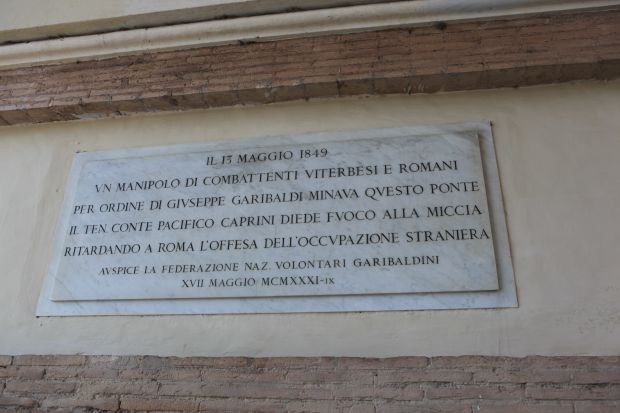 IL 13 MAGGIO 1849
VN MANIPOLO DI COMBATTENTI VITERBESI E ROMANI
PER ORDINE DI GIVSEPPE GARIBALDI MINAVA QVESTO PONTE
IL TEN. CONTE PACIFICO CAPRINI DIEDE FVOCO ALLA MICCIA
RITARDANDO A ROMA L'OFFESA DELL'OCCVPAZIONE STRANIERA
AVSPICE LA FEDERAZIONE NAZ. VOLONTARI GARIBALDINI
XVII MAGGIO MCMXXXI-IX